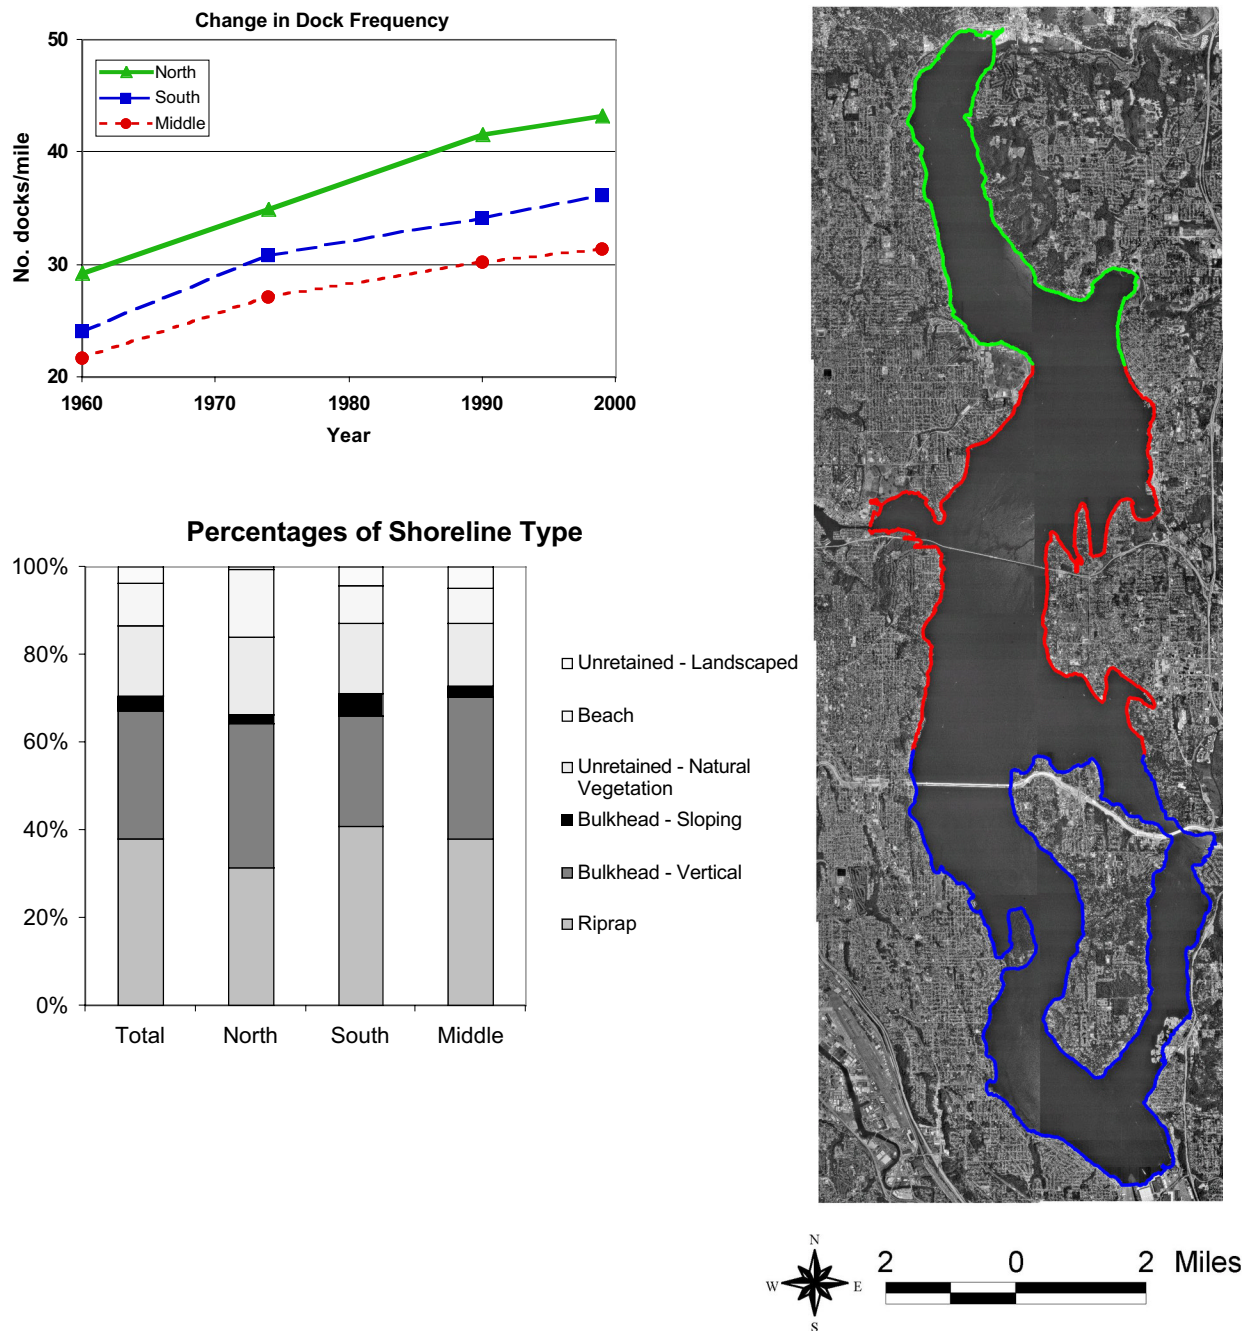 Change in Dock Frequency
50
40
30
20
No. docks/mile
North
South
Middle
1960 1970 1980 1990 2000
Year
Percentages of Shoreline Type
100%
80%
60%
40%
20%
0%
Total North South Middle
Unretained - Landscaped
Beach
Unretained - Natural
Vegetation
Bulkhead - Sloping
Bulkhead - Vertical
Riprap
N
W E
S
2 0 2 Miles